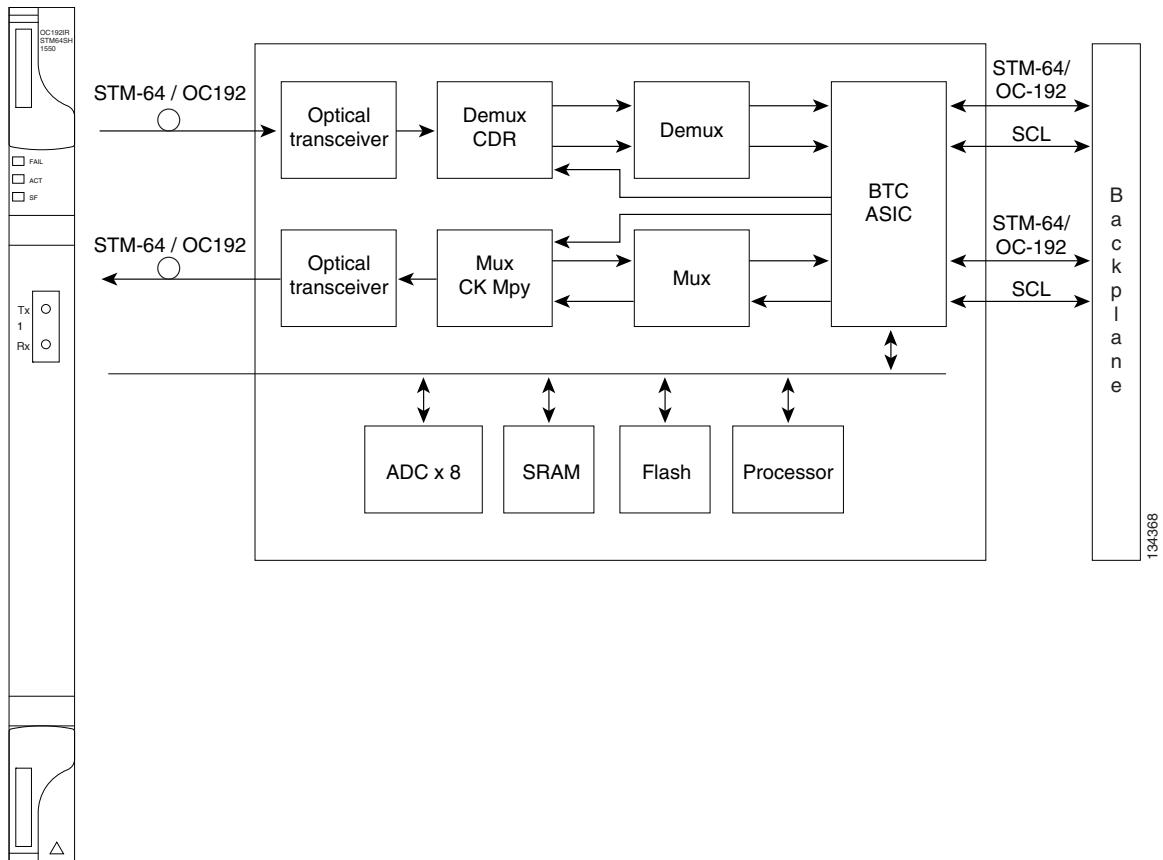 OC192IR
STM64SH
1550
FAIL
ACT
SF
Tx
1
Rx
STM-64 / OC192
Optical
transceiver
Demux
CDR
Demux
BTC
ASIC
STM-64/
OC-192
SCL
STM-64 / OC192
Optical
transceiver
Mux
CK Mpy
Mux
STM-64/
OC-192
SCL
ADC x 8
SRAM
Flash
Processor
Backplane
134368